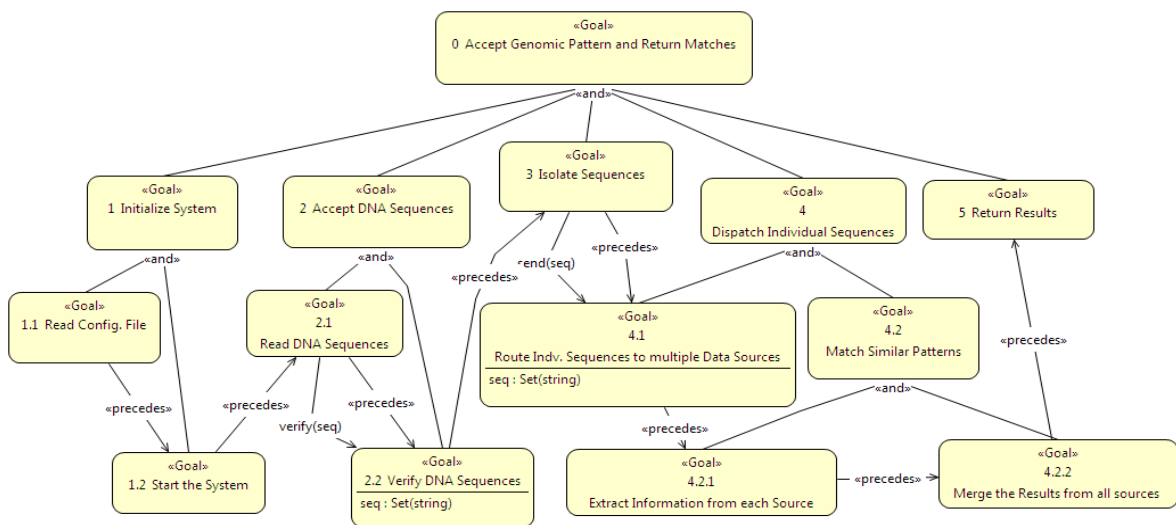 «Goal»
0 Accept Genomic Pattern and Return Matches
«and»
«Goal»
1 Initialize System
«and»
«Goal»
2 Accept DNA Sequences
«and»
«Goal»
3 Isolate Sequences
«Goal»
4
Dispatch Individual Sequences
«and»
«Goal»
5 Return Results
«precedes»
end(seq)
«precedes»
«precedes»
«Goal»
1.1 Read Config. File
«Goal»
2.1
Read DNA Sequences
«Goal»
4.1
Route Indv. Sequences to multiple Data Sources
seq : Set(string)
«Goal»
4.2
Match Similar Patterns
«and»
«precedes»
«precedes»
«precedes»
verify(seq)
«precedes»
«Goal»
1.2 Start the System
«Goal»
2.2 Verify DNA Sequences
seq : Set(string)
«Goal»
4.2.1
Extract Information from each Source
«precedes»
«Goal»
4.2.2
Merge the Results from all sources